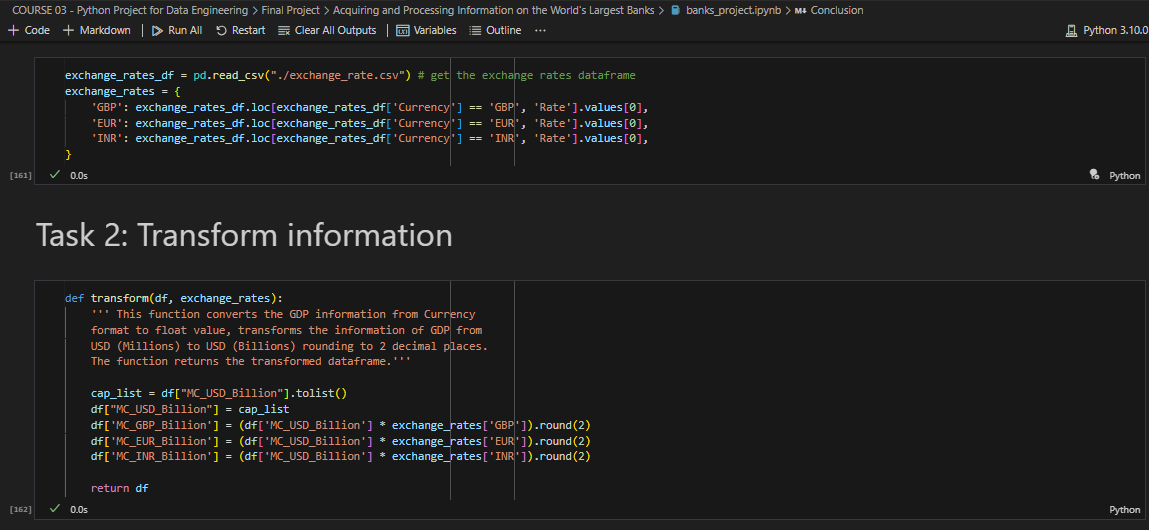 COURSE 03 - Python Project for Data Engineering > Final Project > Acquiring and Processing Information on the World's Largest Banks > banks_project.ipynb > M↓ Conclusion
+ Code + Markdown | Run All Restart Clear All Outputs | Variables Outline ... Python 3.10.0
exchange_rates_df = pd.read_csv("./exchange_rate.csv") # get the exchange rates dataframe
exchange_rates = {
    'GBP': exchange_rates_df.loc[exchange_rates_df['Currency'] == 'GBP', 'Rate'].values[0],
    'EUR': exchange_rates_df.loc[exchange_rates_df['Currency'] == 'EUR', 'Rate'].values[0],
    'INR': exchange_rates_df.loc[exchange_rates_df['Currency'] == 'INR', 'Rate'].values[0],
}
[161] ✓ 0.0s Python
Task 2: Transform information
def transform(df, exchange_rates):
    ''' This function converts the GDP information from Currency
    format to float value, transforms the information of GDP from
    USD (Millions) to USD (Billions) rounding to 2 decimal places.
    The function returns the transformed dataframe.'''
    cap_list = df["MC_USD_Billion"].tolist()
    df["MC_USD_Billion"] = cap_list
    df['MC_GBP_Billion'] = (df['MC_USD_Billion'] * exchange_rates['GBP']).round(2)
    df['MC_EUR_Billion'] = (df['MC_USD_Billion'] * exchange_rates['EUR']).round(2)
    df['MC_INR_Billion'] = (df['MC_USD_Billion'] * exchange_rates['INR']).round(2)
    return df
[162] ✓ 0.0s Python